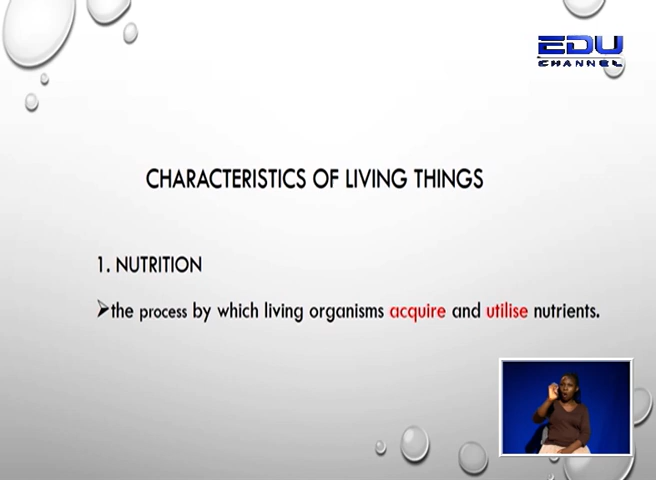 EDU
CHANNEL
CHARACTERISTICS OF LIVING THINGS
1. NUTRITION
➢the process by which living organisms acquire and utilise nutrients.